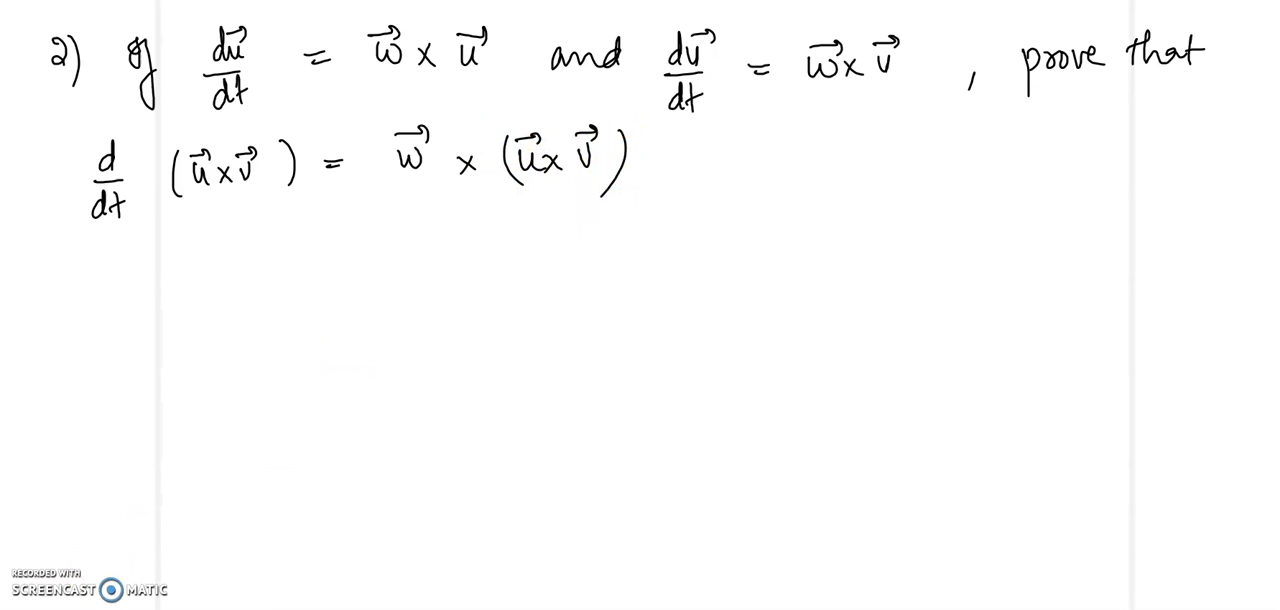 2) If du⃗/dt = w⃗ × u⃗ and dv⃗/dt = w⃗ × v⃗ , prove that
d/dt (u⃗ × v⃗) = w⃗ × (u⃗ × v⃗)
RECORDED WITH
SCREENCAST MATIC